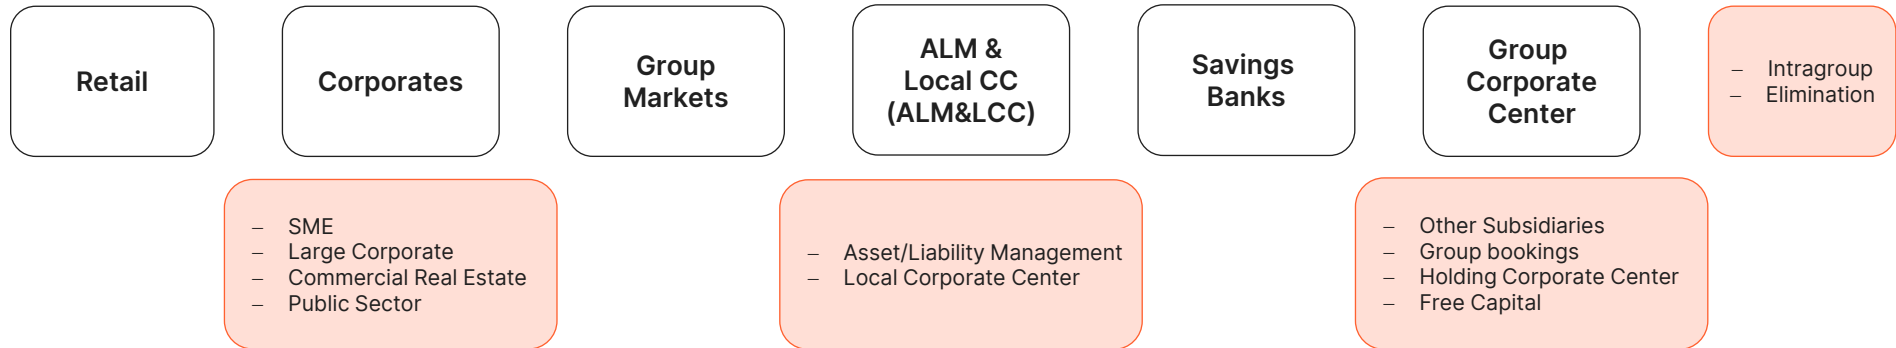 Retail
Corporates
Group
Markets
ALM &
Local CC
(ALM&LCC)
Savings
Banks
Group
Corporate
Center
– Intragroup
– Elimination
– SME
– Large Corporate
– Commercial Real Estate
– Public Sector
– Asset/Liability Management
– Local Corporate Center
– Other Subsidiaries
– Group bookings
– Holding Corporate Center
– Free Capital